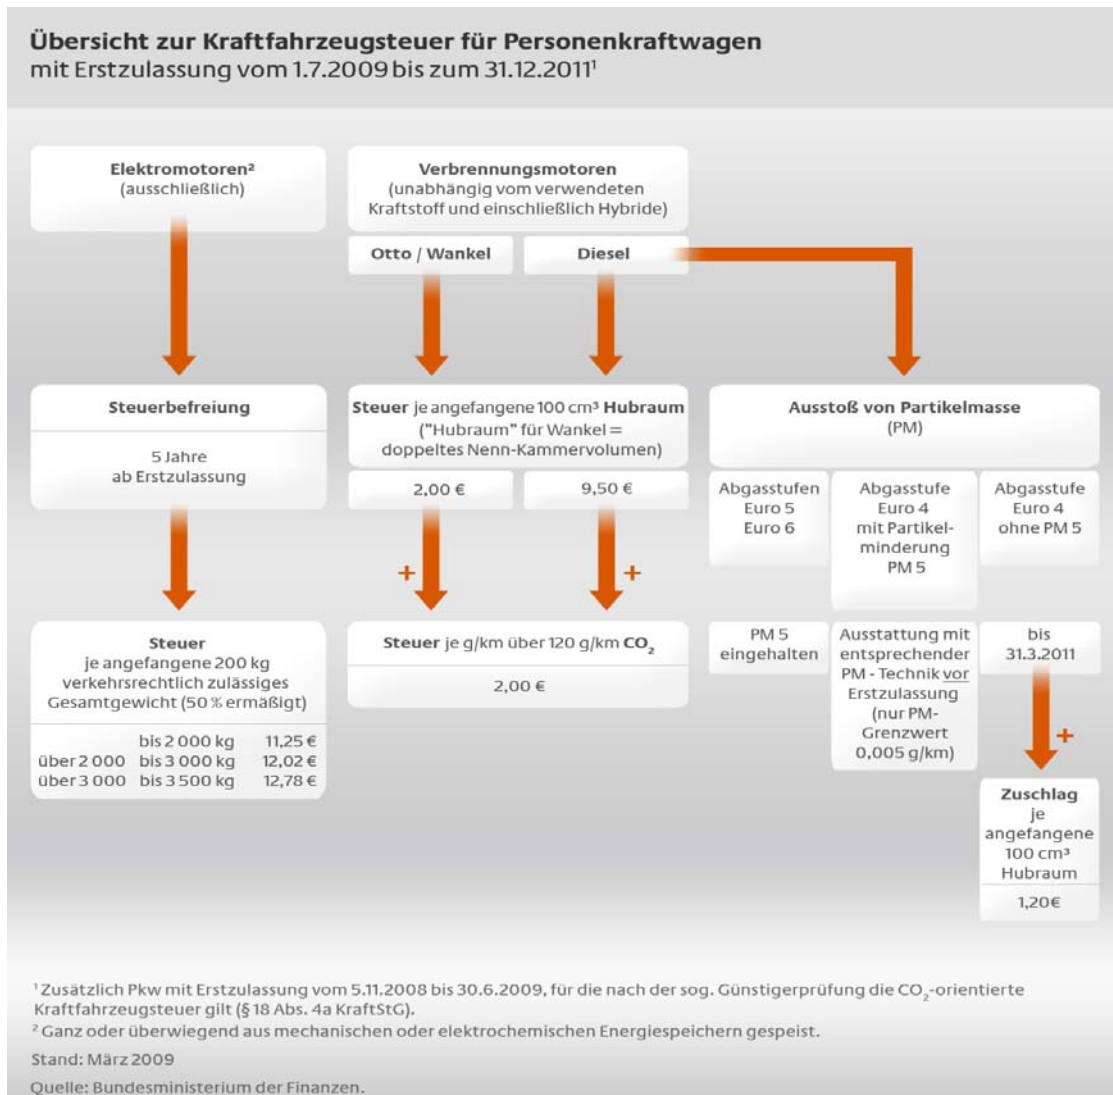 Übersicht zur Kraftfahrzeugsteuer für Personenkraftwagen
mit Erstzulassung vom 1.7.2009 bis zum 31.12.2011¹
Elektromotoren²
(ausschließlich)
Verbrennungsmotoren
(unabhängig vom verwendeten
Kraftstoff und einschließlich Hybride)
Otto / Wankel
Diesel
Steuerbefreiung
5 Jahre
ab Erstzulassung
Steuer je angefangene 100 cm³ Hubraum
("Hubraum" für Wankel =
doppeltes Nenn-Kammervolumen)
2,00 €
9,50 €
Ausstoß von Partikelmasse
(PM)
Abgasstufen
Euro 5
Euro 6
Abgasstufe
Euro 4
mit Partikel-
minderung
PM 5
Abgasstufe
Euro 4
ohne PM 5
+
+
Steuer
je angefangene 200 kg
verkehrsrechtlich zulässiges
Gesamtgewicht (50 % ermäßigt)
bis 2 000 kg 11,25 €
über 2 000 bis 3 000 kg 12,02 €
über 3 000 bis 3 500 kg 12,78 €
Steuer je g/km über 120 g/km CO₂
2,00 €
PM 5
eingehalten
Ausstattung mit
entsprechender
PM - Technik vor
Erstzulassung
(nur PM-
Grenzwert
0,005 g/km)
bis
31.3.2011
+
Zuschlag
je
angefangene
100 cm³
Hubraum
1,20€
¹ Zusätzlich Pkw mit Erstzulassung vom 5.11.2008 bis 30.6.2009, für die nach der sog. Günstigerprüfung die CO₂-orientierte
Kraftfahrzeugsteuer gilt (§ 18 Abs. 4a KraftStG).
² Ganz oder überwiegend aus mechanischen oder elektrochemischen Energiespeichern gespeist.
Stand: März 2009
Quelle: Bundesministerium der Finanzen.